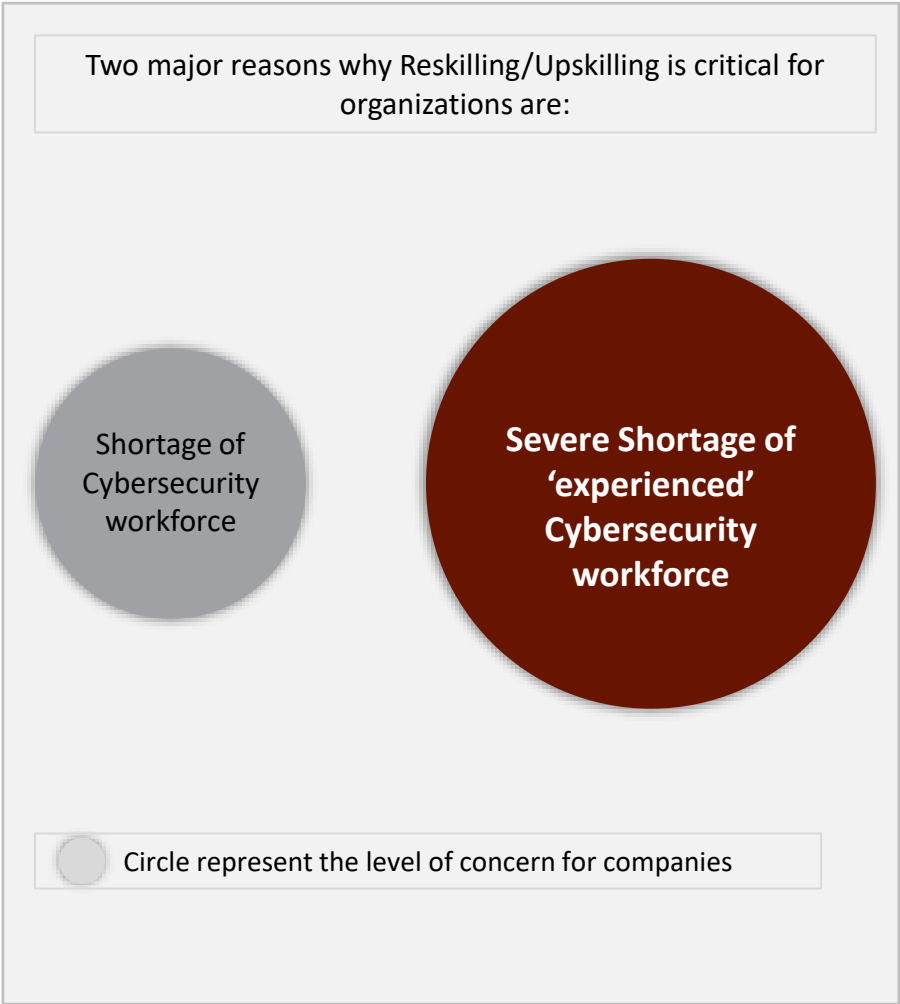 Two major reasons why Reskilling/Upskilling is critical for
organizations are:
Shortage of
Cybersecurity
workforce
Severe Shortage of
‘experienced’
Cybersecurity
workforce
Circle represent the level of concern for companies